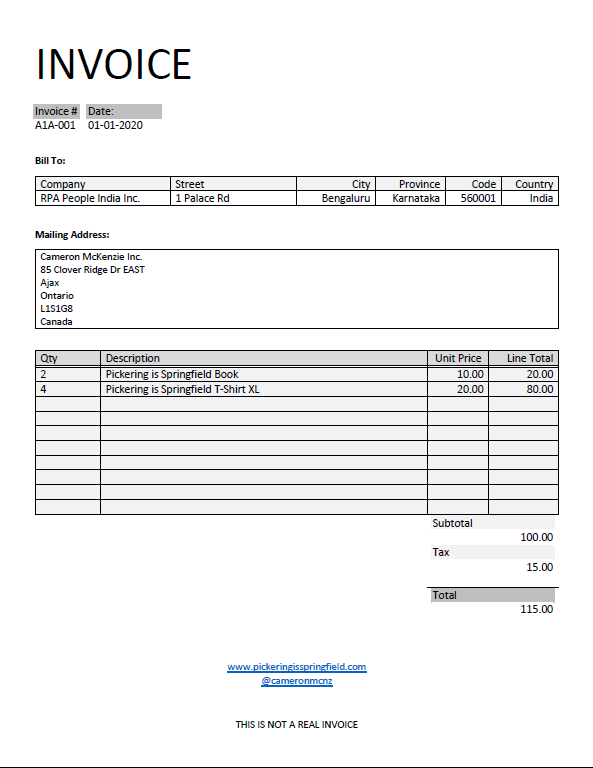 INVOICE
Invoice # Date:
A1A-001 01-01-2020
Bill To:
Company Street City Province Code Country
RPA People India Inc. 1 Palace Rd Bengaluru Karnataka 560001 India
Mailing Address:
Cameron McKenzie Inc.
85 Clover Ridge Dr EAST
Ajax
Ontario
L1S1G8
Canada
Qty Description Unit Price Line Total
2 Pickering is Springfield Book 10.00 20.00
4 Pickering is Springfield T-Shirt XL 20.00 80.00
Subtotal
100.00
Tax
15.00
Total
115.00
www.pickeringisspringfield.com
@cameronmcnz
THIS IS NOT A REAL INVOICE